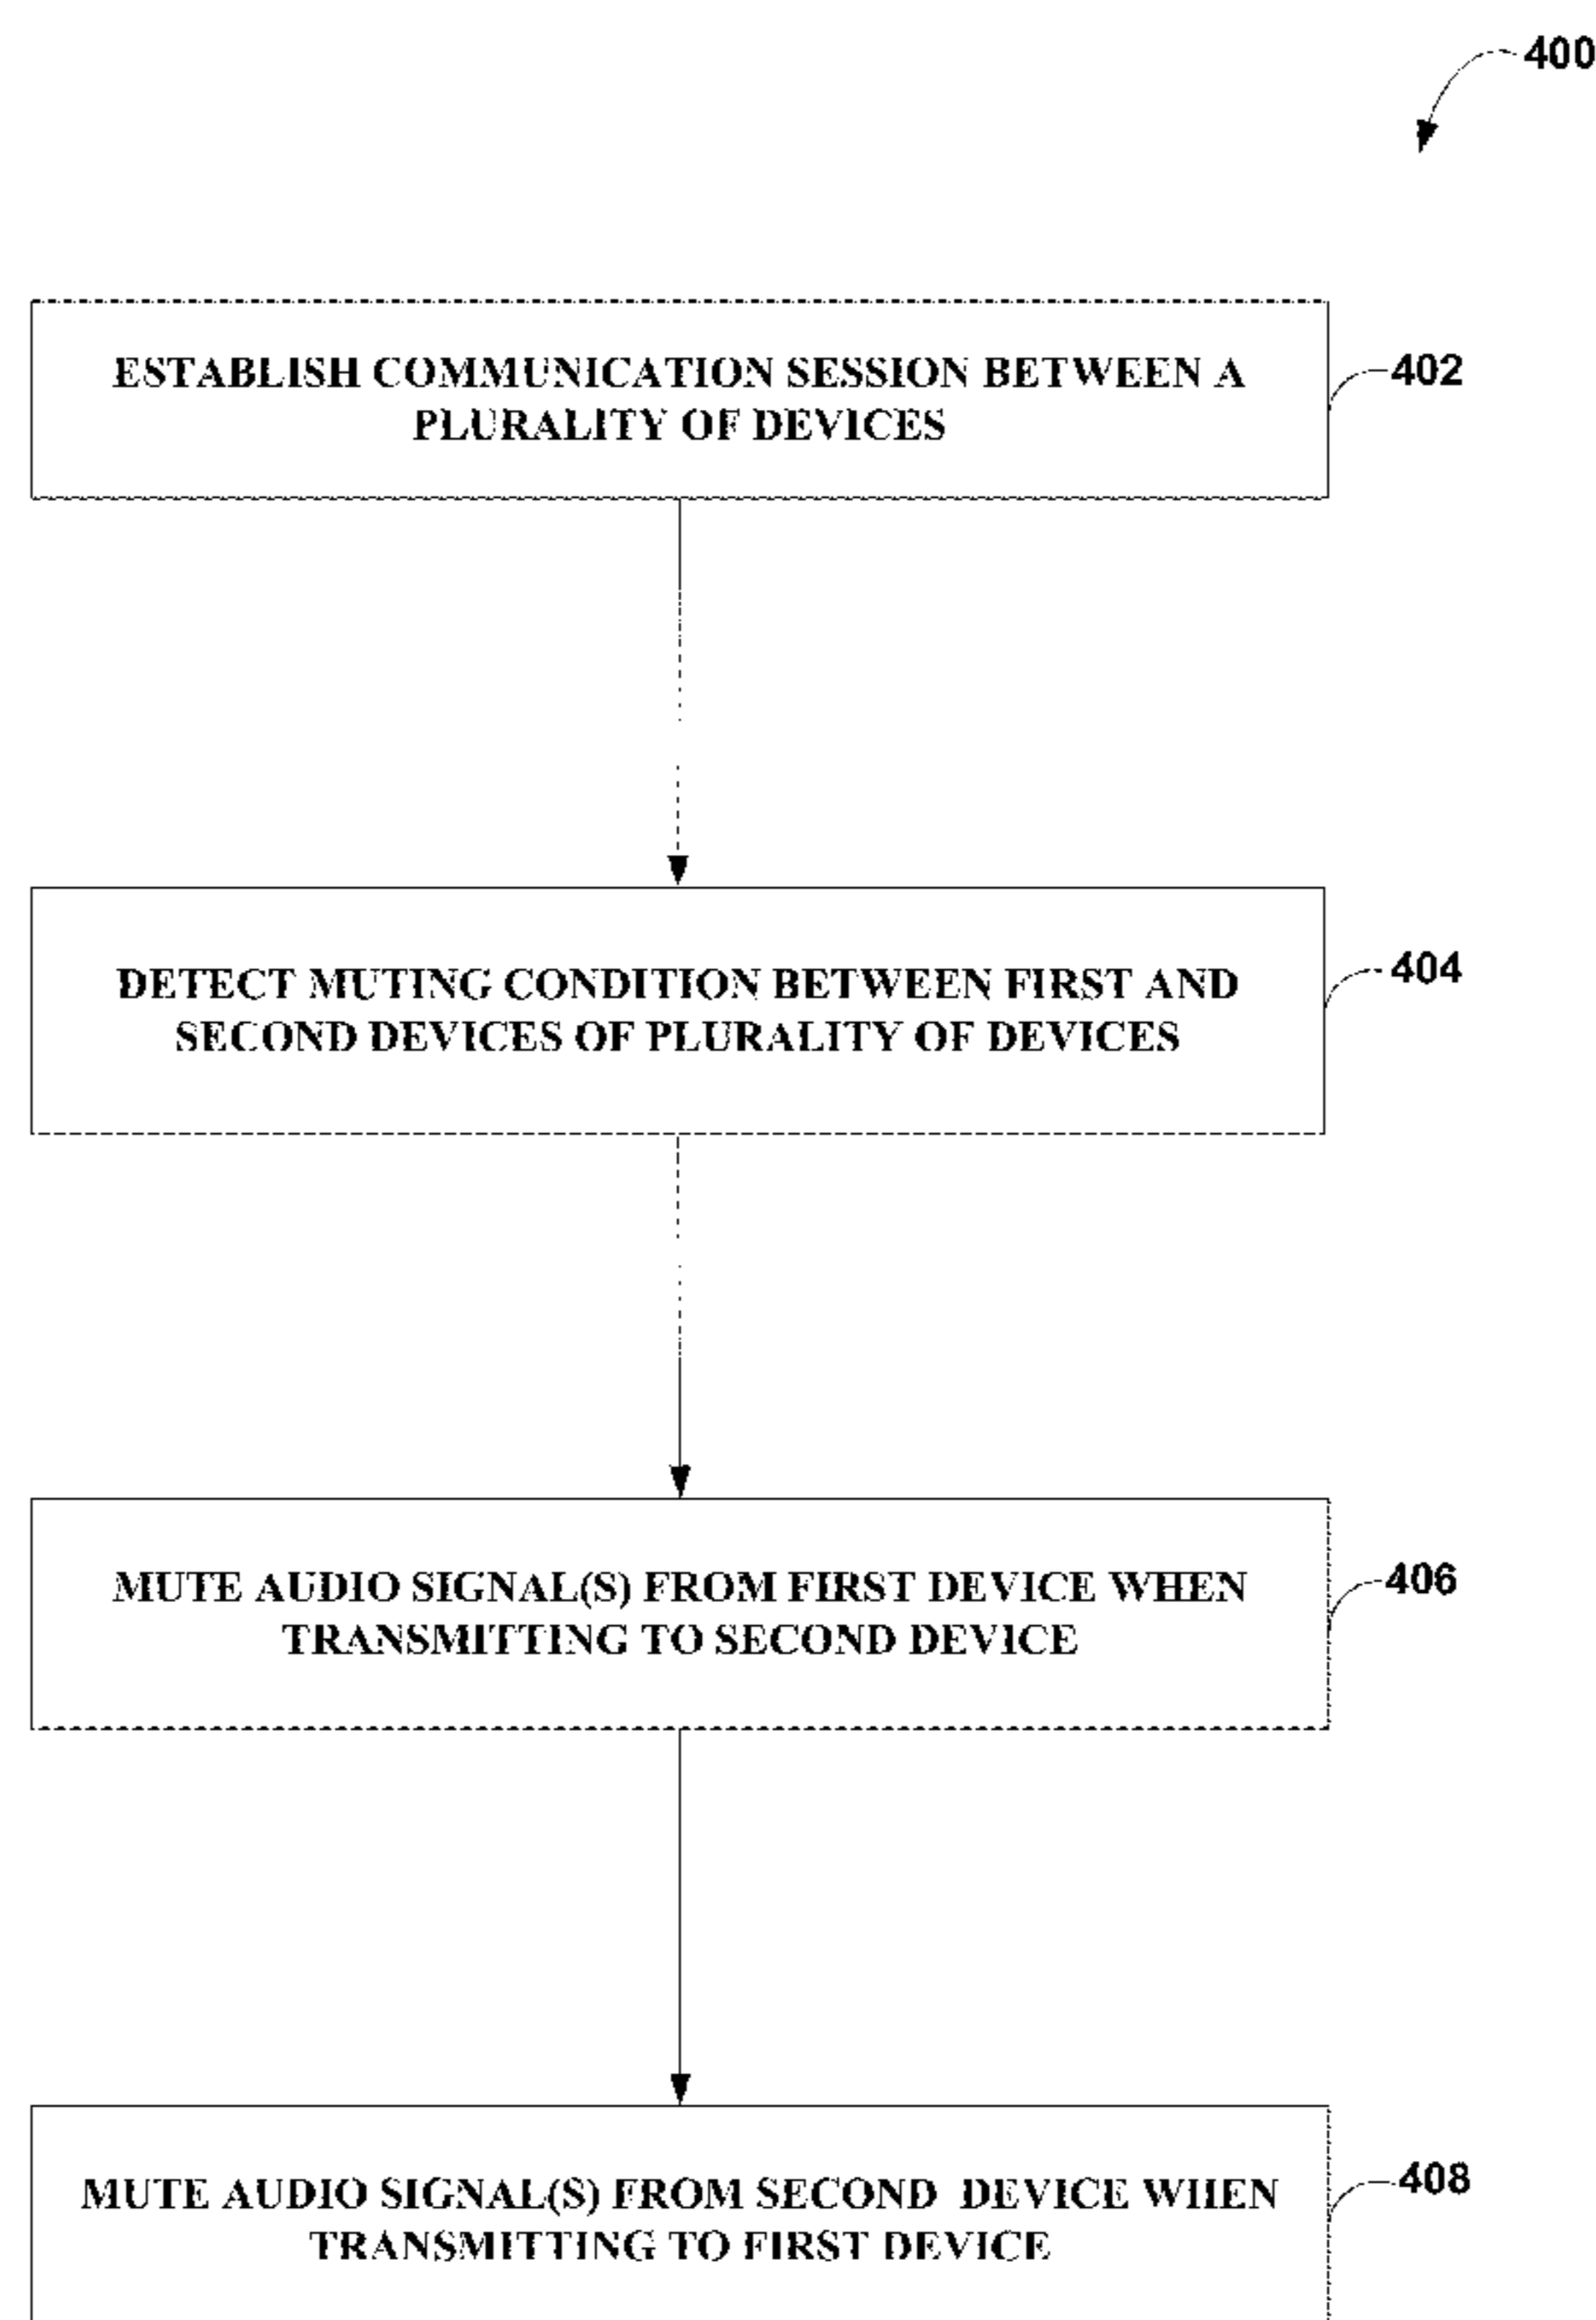 400
ESTABLISH COMMUNICATION SESSION BETWEEN A
PLURALITY OF DEVICES
402
DETECT MUTING CONDITION BETWEEN FIRST AND
SECOND DEVICES OF PLURALITY OF DEVICES
404
MUTE AUDIO SIGNAL(S) FROM FIRST DEVICE WHEN
TRANSMITTING TO SECOND DEVICE
406
MUTE AUDIO SIGNAL(S) FROM SECOND DEVICE WHEN
TRANSMITTING TO FIRST DEVICE
408